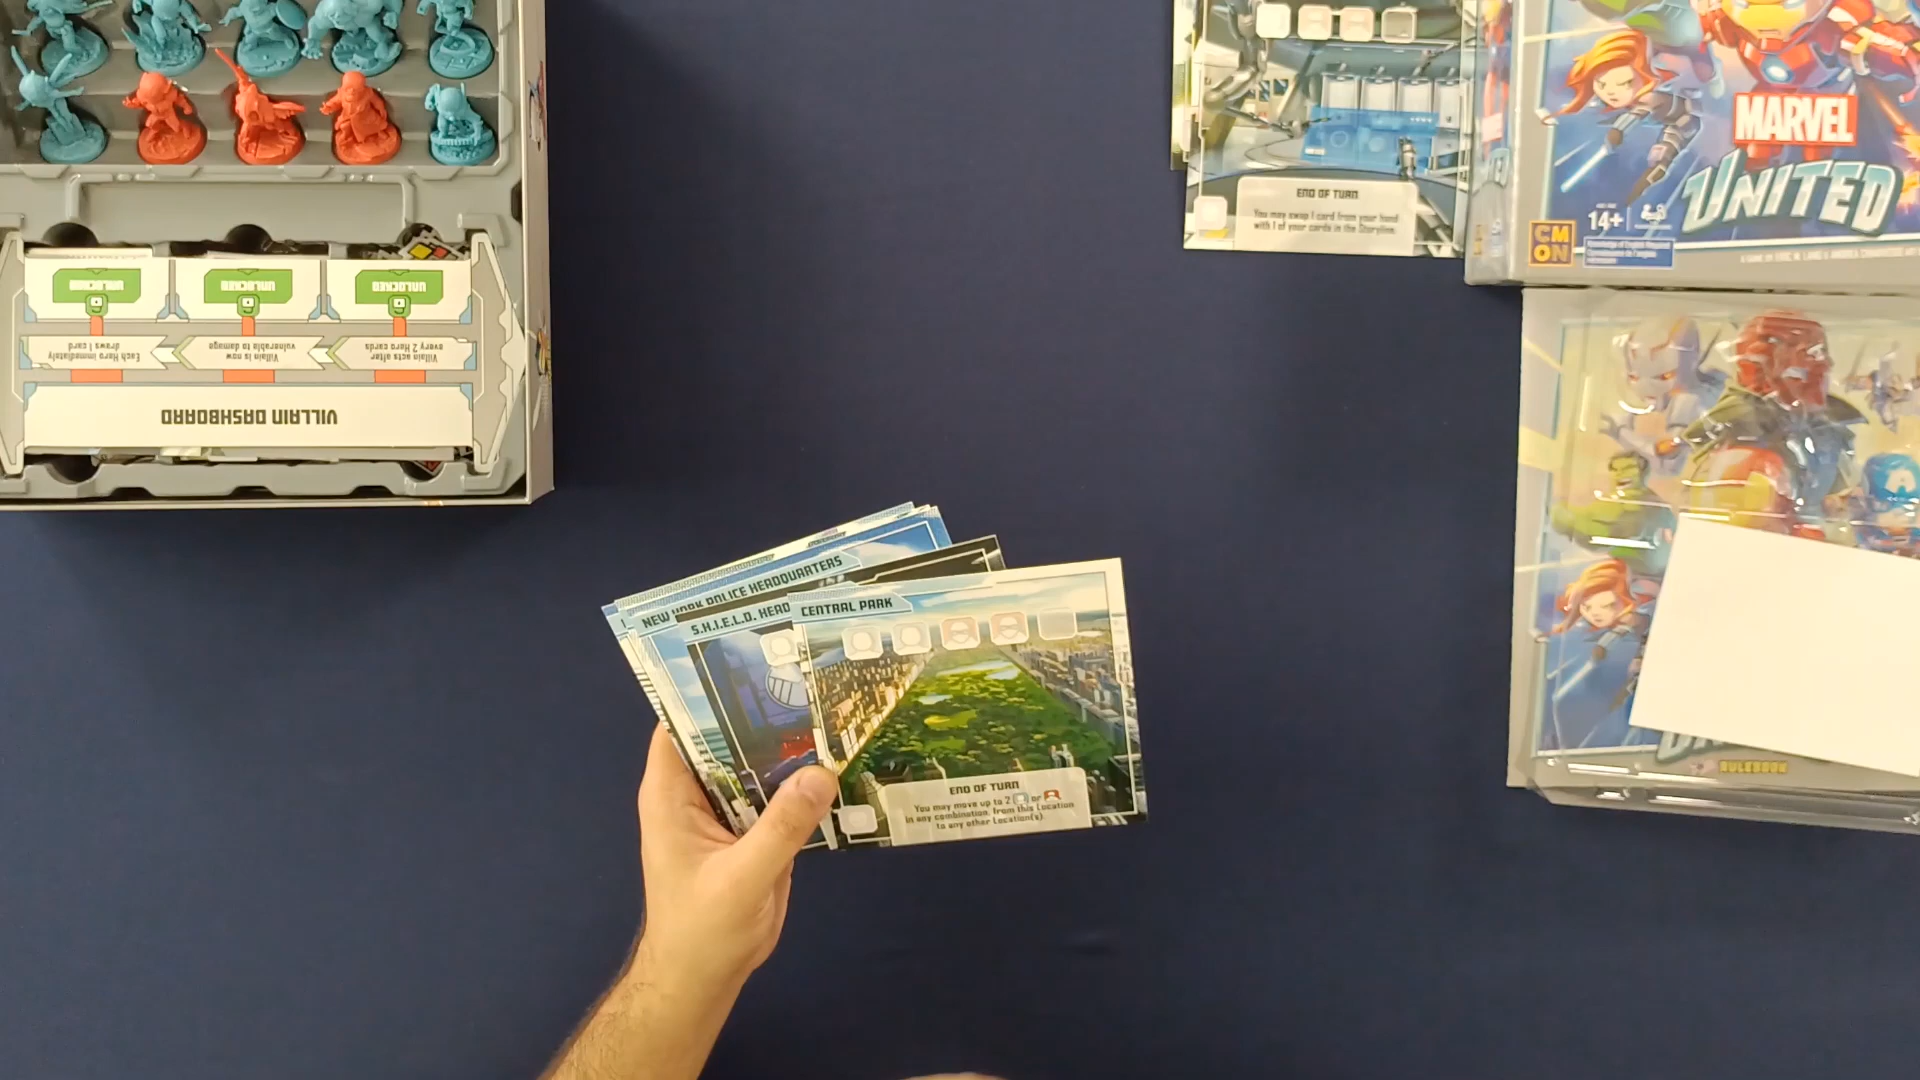 END OF TURN
You may swap 1 card from your hand
with 1 of your cards in the Storyline.
MARVEL
UNITED
14+
CMON
UNLOCKED
UNLOCKED
UNLOCKED
Villain acts after
every 2 Hero cards
Villain is now
vulnerable to damage
Each Hero immediately
draws 1 card
VILLAIN DASHBOARD
NEW YORK POLICE HEADQUARTERS
S.H.I.E.L.D. HEAD
CENTRAL PARK
END OF TURN
You may move up to 2 or
in any combination, from this Location
to any other Location(s).
RULEBOOK